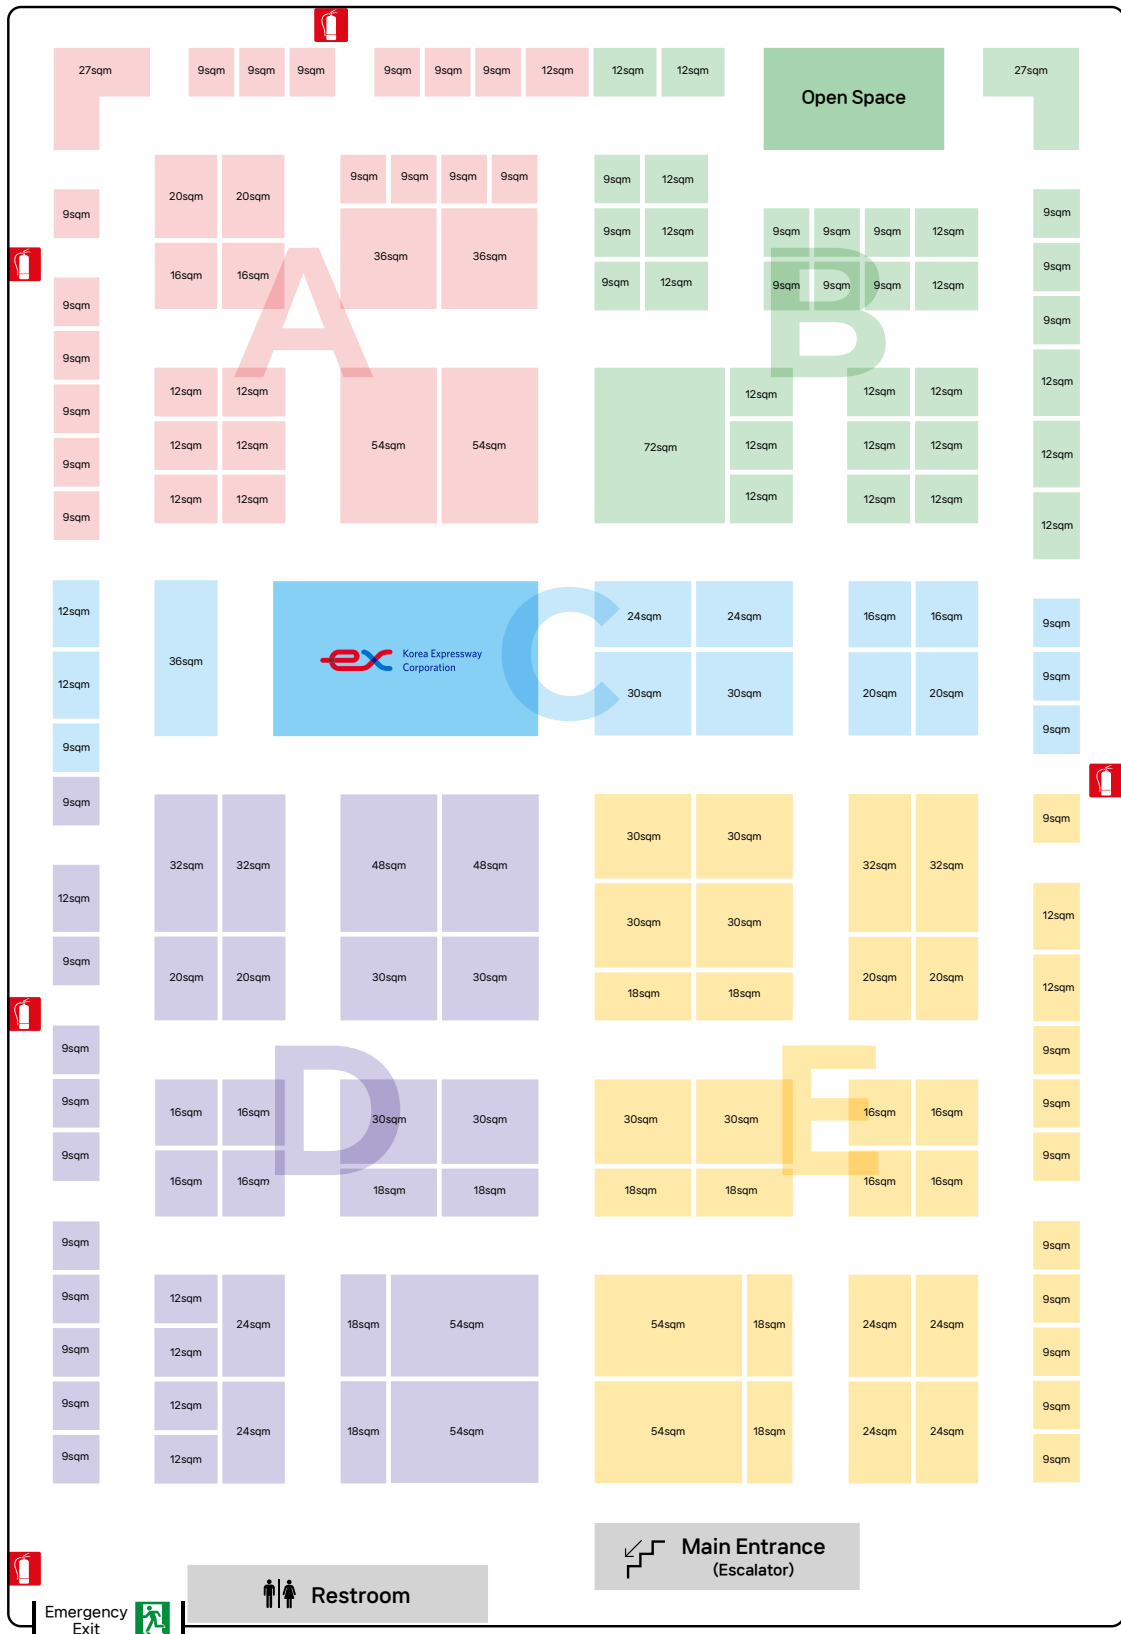 27sqm 9sqm 9sqm 9sqm 9sqm 9sqm 9sqm 12sqm 12sqm 12sqm 27sqm
Open Space
9sqm 9sqm 9sqm 9sqm 9sqm 12sqm
20sqm 20sqm
9sqm 9sqm
9sqm 12sqm 9sqm 9sqm 9sqm 12sqm
36sqm 36sqm
16sqm 16sqm 9sqm
9sqm 12sqm 9sqm 9sqm 9sqm 12sqm
A B
9sqm 9sqm
9sqm
12sqm 12sqm 12sqm 12sqm 12sqm 12sqm
9sqm
12sqm 12sqm 54sqm 54sqm 72sqm 12sqm 12sqm 12sqm 12sqm
9sqm
12sqm 12sqm 12sqm 12sqm 12sqm
9sqm 12sqm
12sqm 24sqm 24sqm 16sqm 16sqm 9sqm
C
36sqm ex Korea Expressway
Corporation
12sqm 30sqm 30sqm 20sqm 20sqm 9sqm
9sqm 9sqm
9sqm 9sqm
30sqm 30sqm
32sqm 32sqm 48sqm 48sqm 32sqm 32sqm
12sqm 30sqm 30sqm 12sqm
9sqm 20sqm 20sqm 30sqm 30sqm 20sqm 20sqm 12sqm
18sqm 18sqm
9sqm 9sqm
9sqm 16sqm 16sqm 30sqm 30sqm 30sqm 30sqm 16sqm 16sqm 9sqm
D E
9sqm 9sqm
16sqm 16sqm 18sqm 18sqm 18sqm 18sqm 16sqm 16sqm
9sqm 9sqm
9sqm 12sqm 9sqm
24sqm 18sqm 54sqm 54sqm 18sqm 24sqm 24sqm
9sqm 12sqm 9sqm
9sqm 12sqm 9sqm
24sqm 18sqm 54sqm 54sqm 18sqm 24sqm 24sqm
9sqm 12sqm 9sqm
Main Entrance
(Escalator)
Restroom
Emergency
Exit